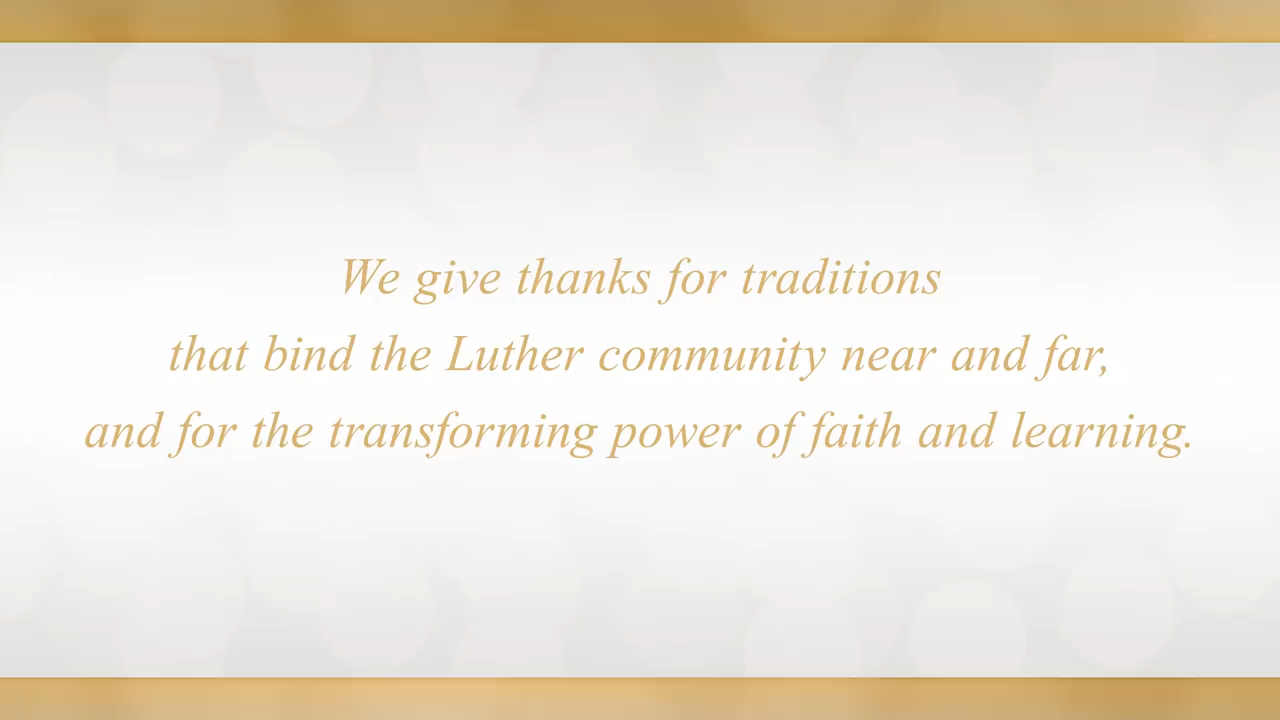 We give thanks for traditions
that bind the Luther community near and far,
and for the transforming power of faith and learning.